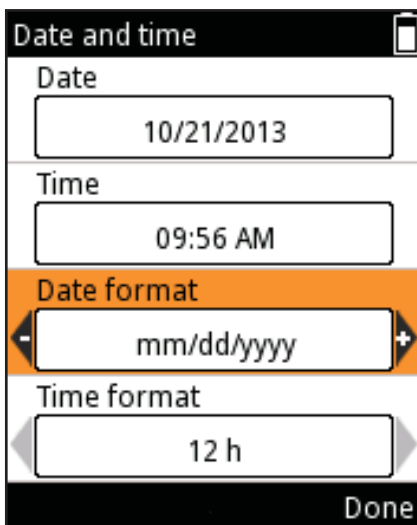 Date and time
Date
10/21/2013
Time
09:56 AM
Date format
- mm/dd/yyyy +
Time format
12 h
Done